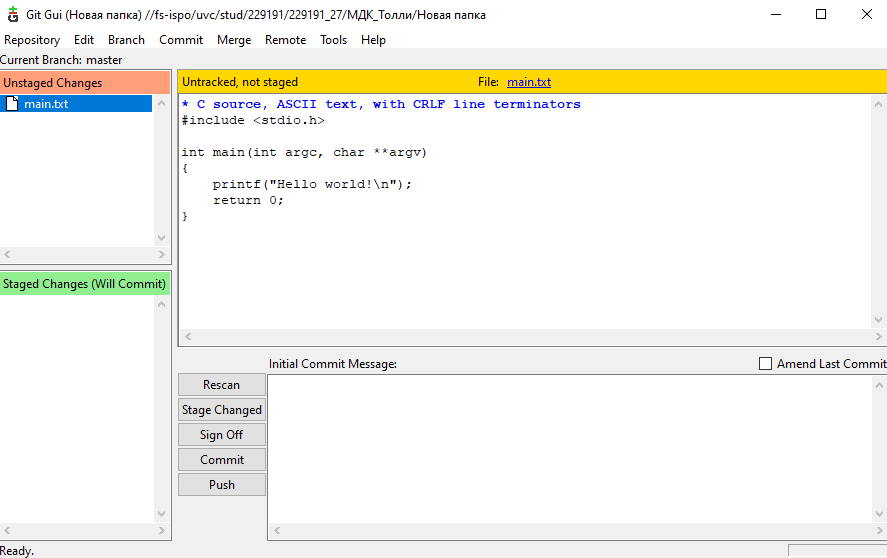 Git Gui (Новая папка) //fs-ispo/uvc/stud/229191/229191_27/МДК_Толли/Новая папка
Repository Edit Branch Commit Merge Remote Tools Help
Current Branch: master
Unstaged Changes
main.txt
Untracked, not staged File: main.txt
* C source, ASCII text, with CRLF line terminators
#include <stdio.h>
int main(int argc, char **argv)
{
    printf("Hello world!\n");
    return 0;
}
Staged Changes (Will Commit)
Initial Commit Message: Amend Last Commit
Rescan
Stage Changed
Sign Off
Commit
Push
Ready.